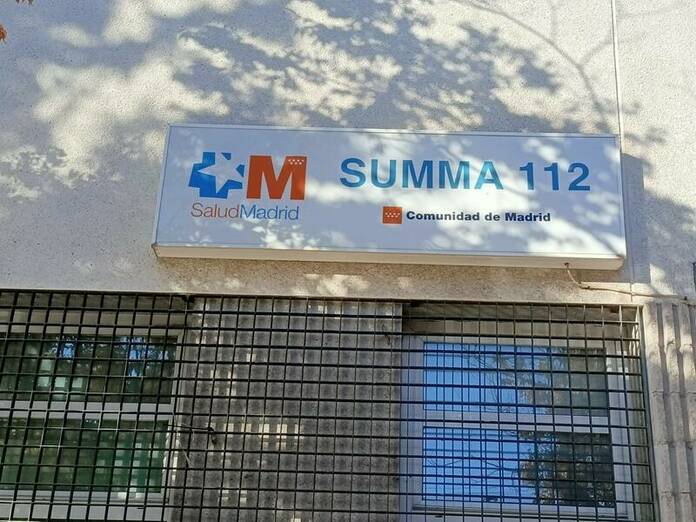 M
SaludMadrid
SUMMA 112
Comunidad de Madrid